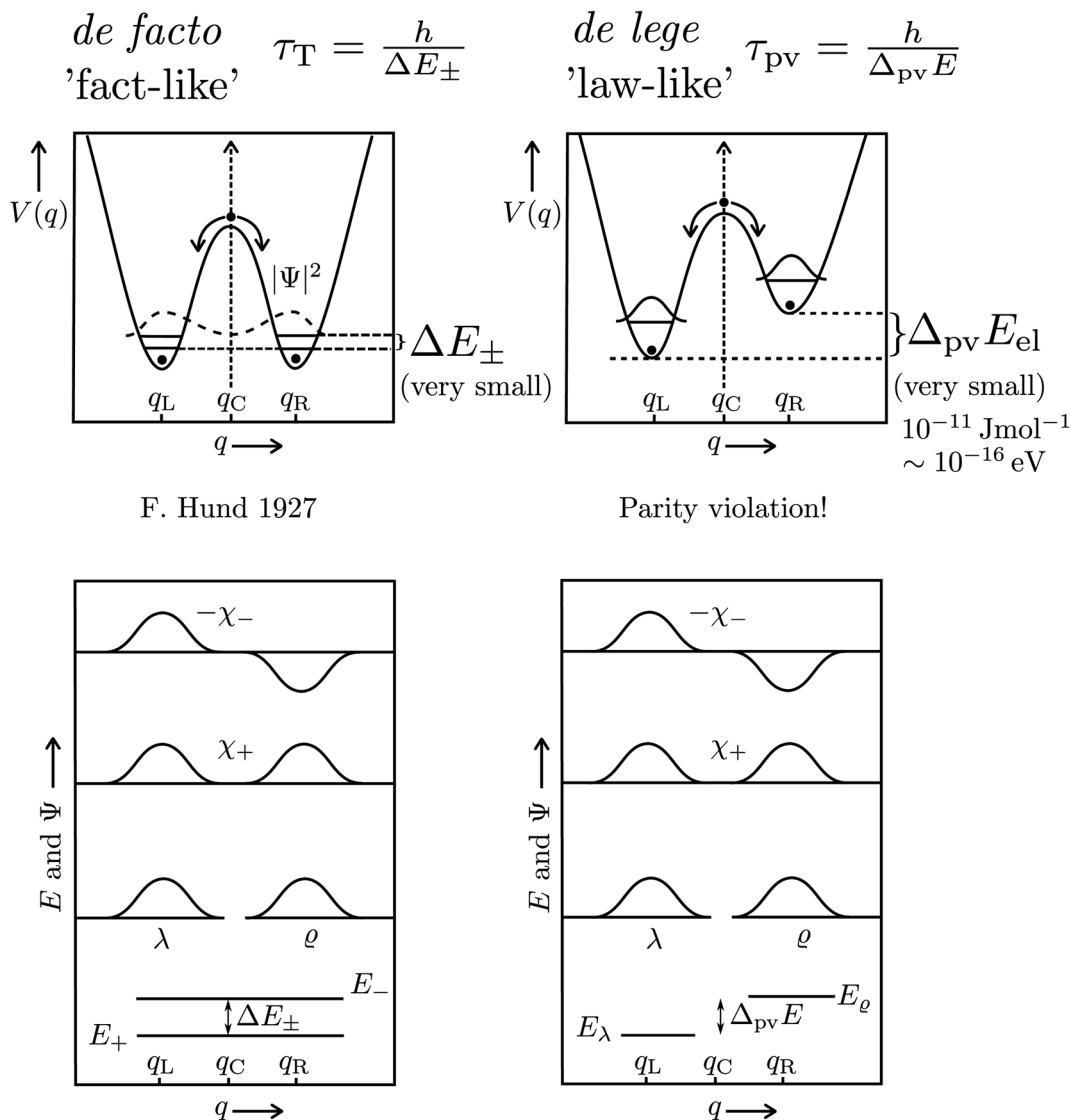 de facto τ_T = h/ΔE_±
'fact-like'
de lege τ_pv = h/Δ_pv E
'law-like'
V(q)
|Ψ|²
ΔE_±
(very small)
q_L q_C q_R
q
F. Hund 1927
V(q)
Δ_pv E_el
(very small)
10⁻¹¹ Jmol⁻¹
∼ 10⁻¹⁶ eV
q_L q_C q_R
q
Parity violation!
E and Ψ
−χ_−
χ_+
λ ϱ
E_−
ΔE_±
E_+
q_L q_C q_R
q
E and Ψ
−χ_−
χ_+
λ ϱ
E_ϱ
Δ_pv E
E_λ
q_L q_C q_R
q